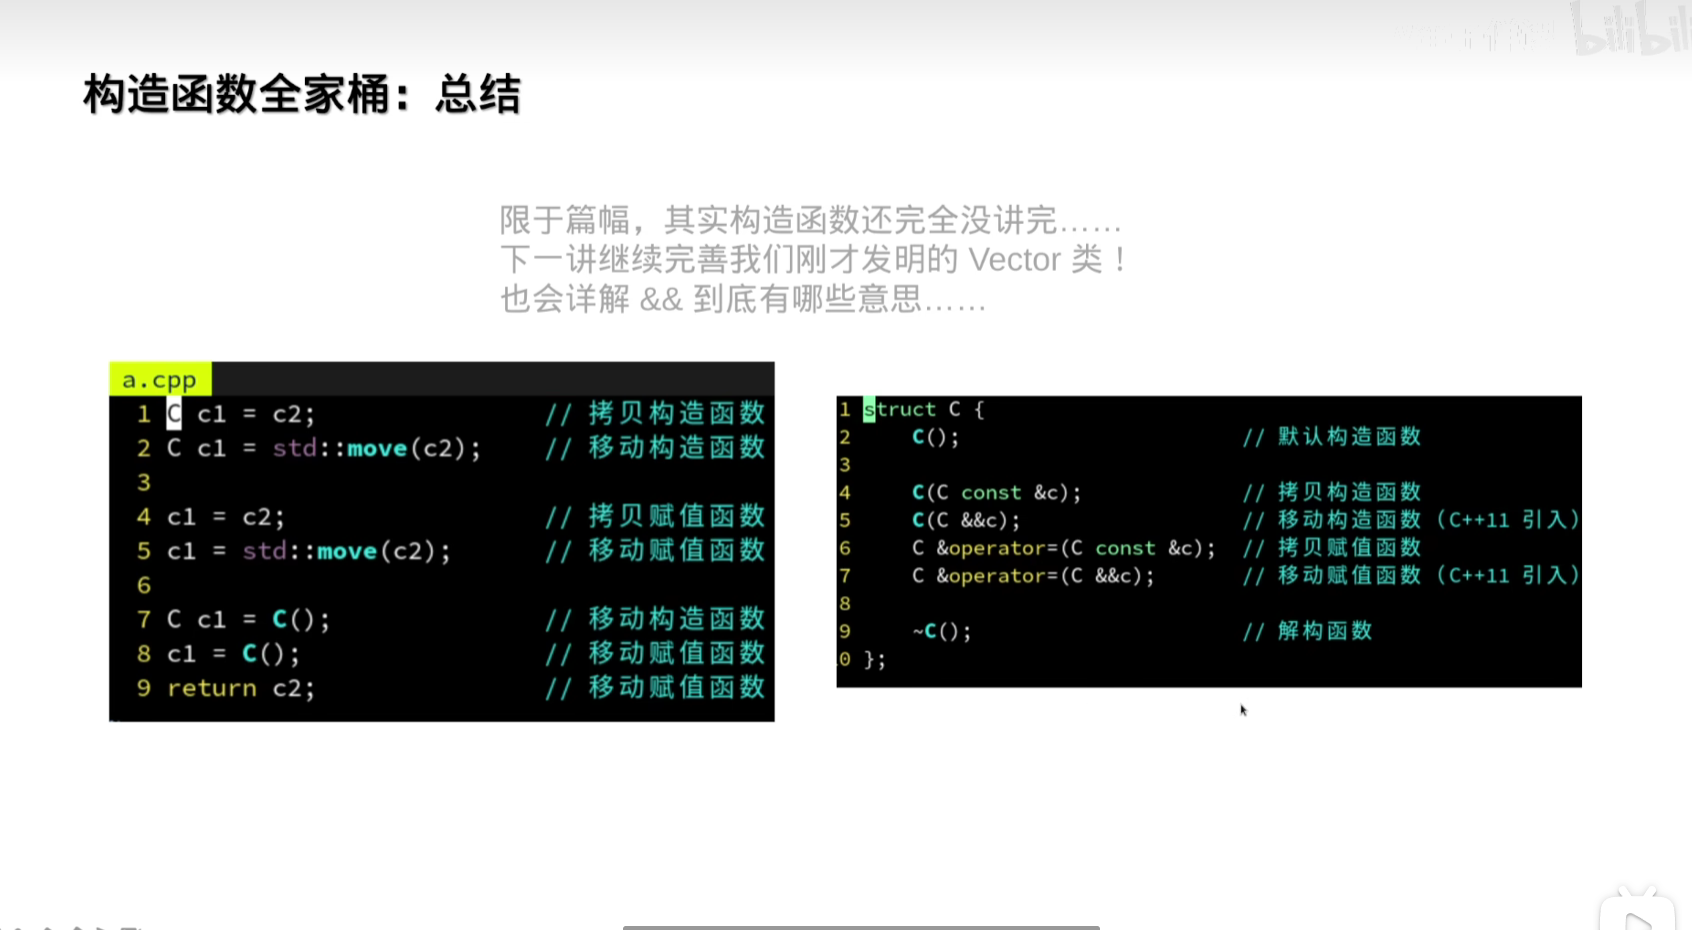 bilibili
构造函数全家桶：总结
限于篇幅，其实构造函数还完全没讲完……
下一讲继续完善我们刚才发明的 Vector 类！
也会详解 && 到底有哪些意思……
a.cpp
1 C c1 = c2; // 拷贝构造函数
2 C c1 = std::move(c2); // 移动构造函数
3
4 c1 = c2; // 拷贝赋值函数
5 c1 = std::move(c2); // 移动赋值函数
6
7 C c1 = C(); // 移动构造函数
8 c1 = C(); // 移动赋值函数
9 return c2; // 移动赋值函数
1 struct C {
2 C(); // 默认构造函数
3
4 C(C const &c); // 拷贝构造函数
5 C(C &&c); // 移动构造函数（C++11 引入）
6 C &operator=(C const &c); // 拷贝赋值函数
7 C &operator=(C &&c); // 移动赋值函数（C++11 引入）
8
9 ~C(); // 解构函数
0 };